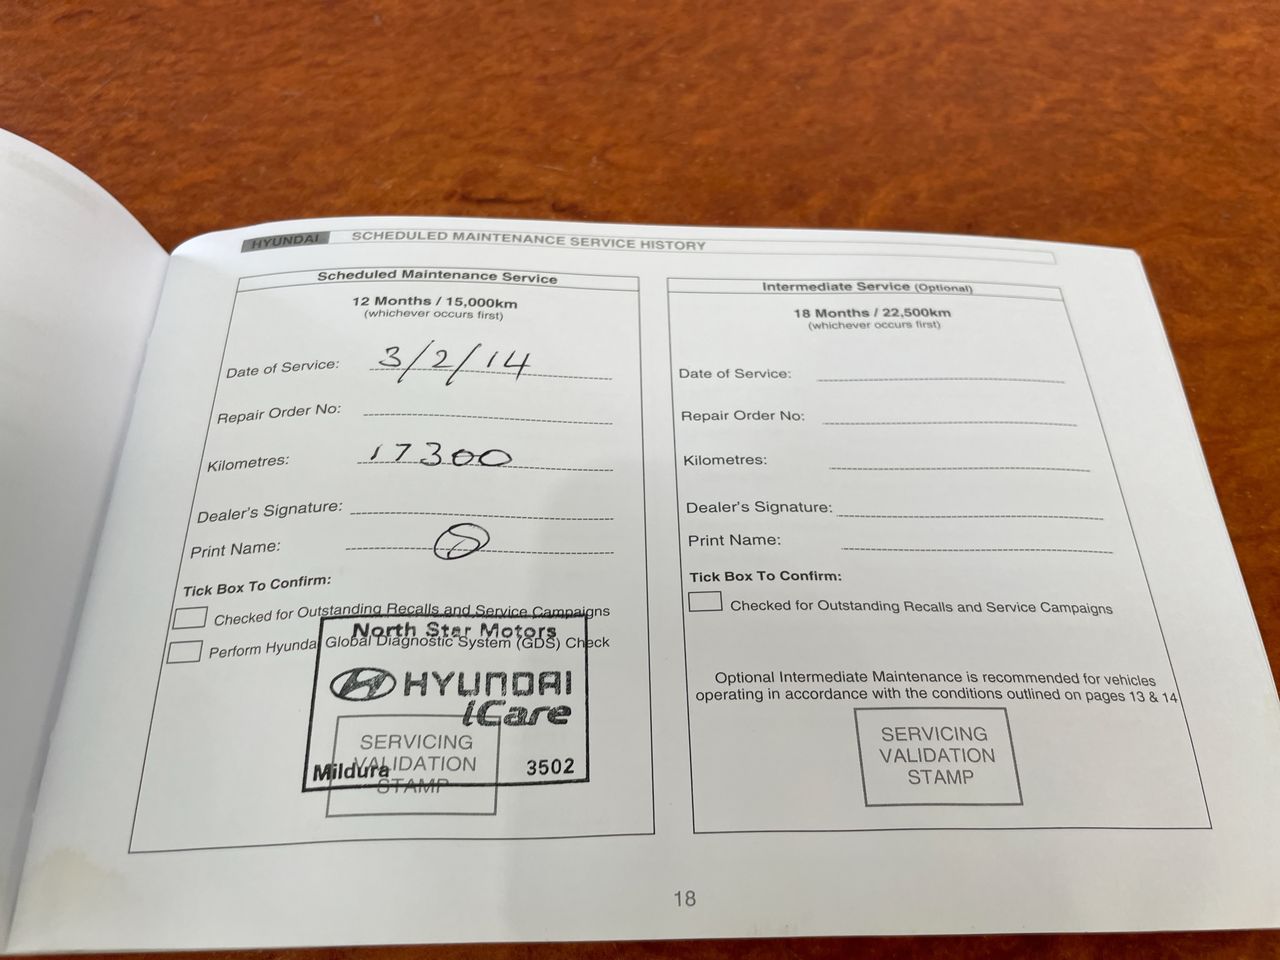 HYUNDAI SCHEDULED MAINTENANCE SERVICE HISTORY
Scheduled Maintenance Service
12 Months / 15,000km
(whichever occurs first)
Date of Service: 3/2/14
Repair Order No:
Kilometres: 17300
Dealer's Signature:
Print Name:
Tick Box To Confirm:
Checked for Outstanding Recalls and Service Campaigns
Perform Hyundai Global Diagnostic System (GDS) Check
North Star Motors
HYUNDAI
iCare
Mildura 3502
SERVICING
VALIDATION
STAMP
Intermediate Service (Optional)
18 Months / 22,500km
(whichever occurs first)
Date of Service:
Repair Order No:
Kilometres:
Dealer's Signature:
Print Name:
Tick Box To Confirm:
Checked for Outstanding Recalls and Service Campaigns
Optional Intermediate Maintenance is recommended for vehicles
operating in accordance with the conditions outlined on pages 13 & 14
SERVICING
VALIDATION
STAMP
18